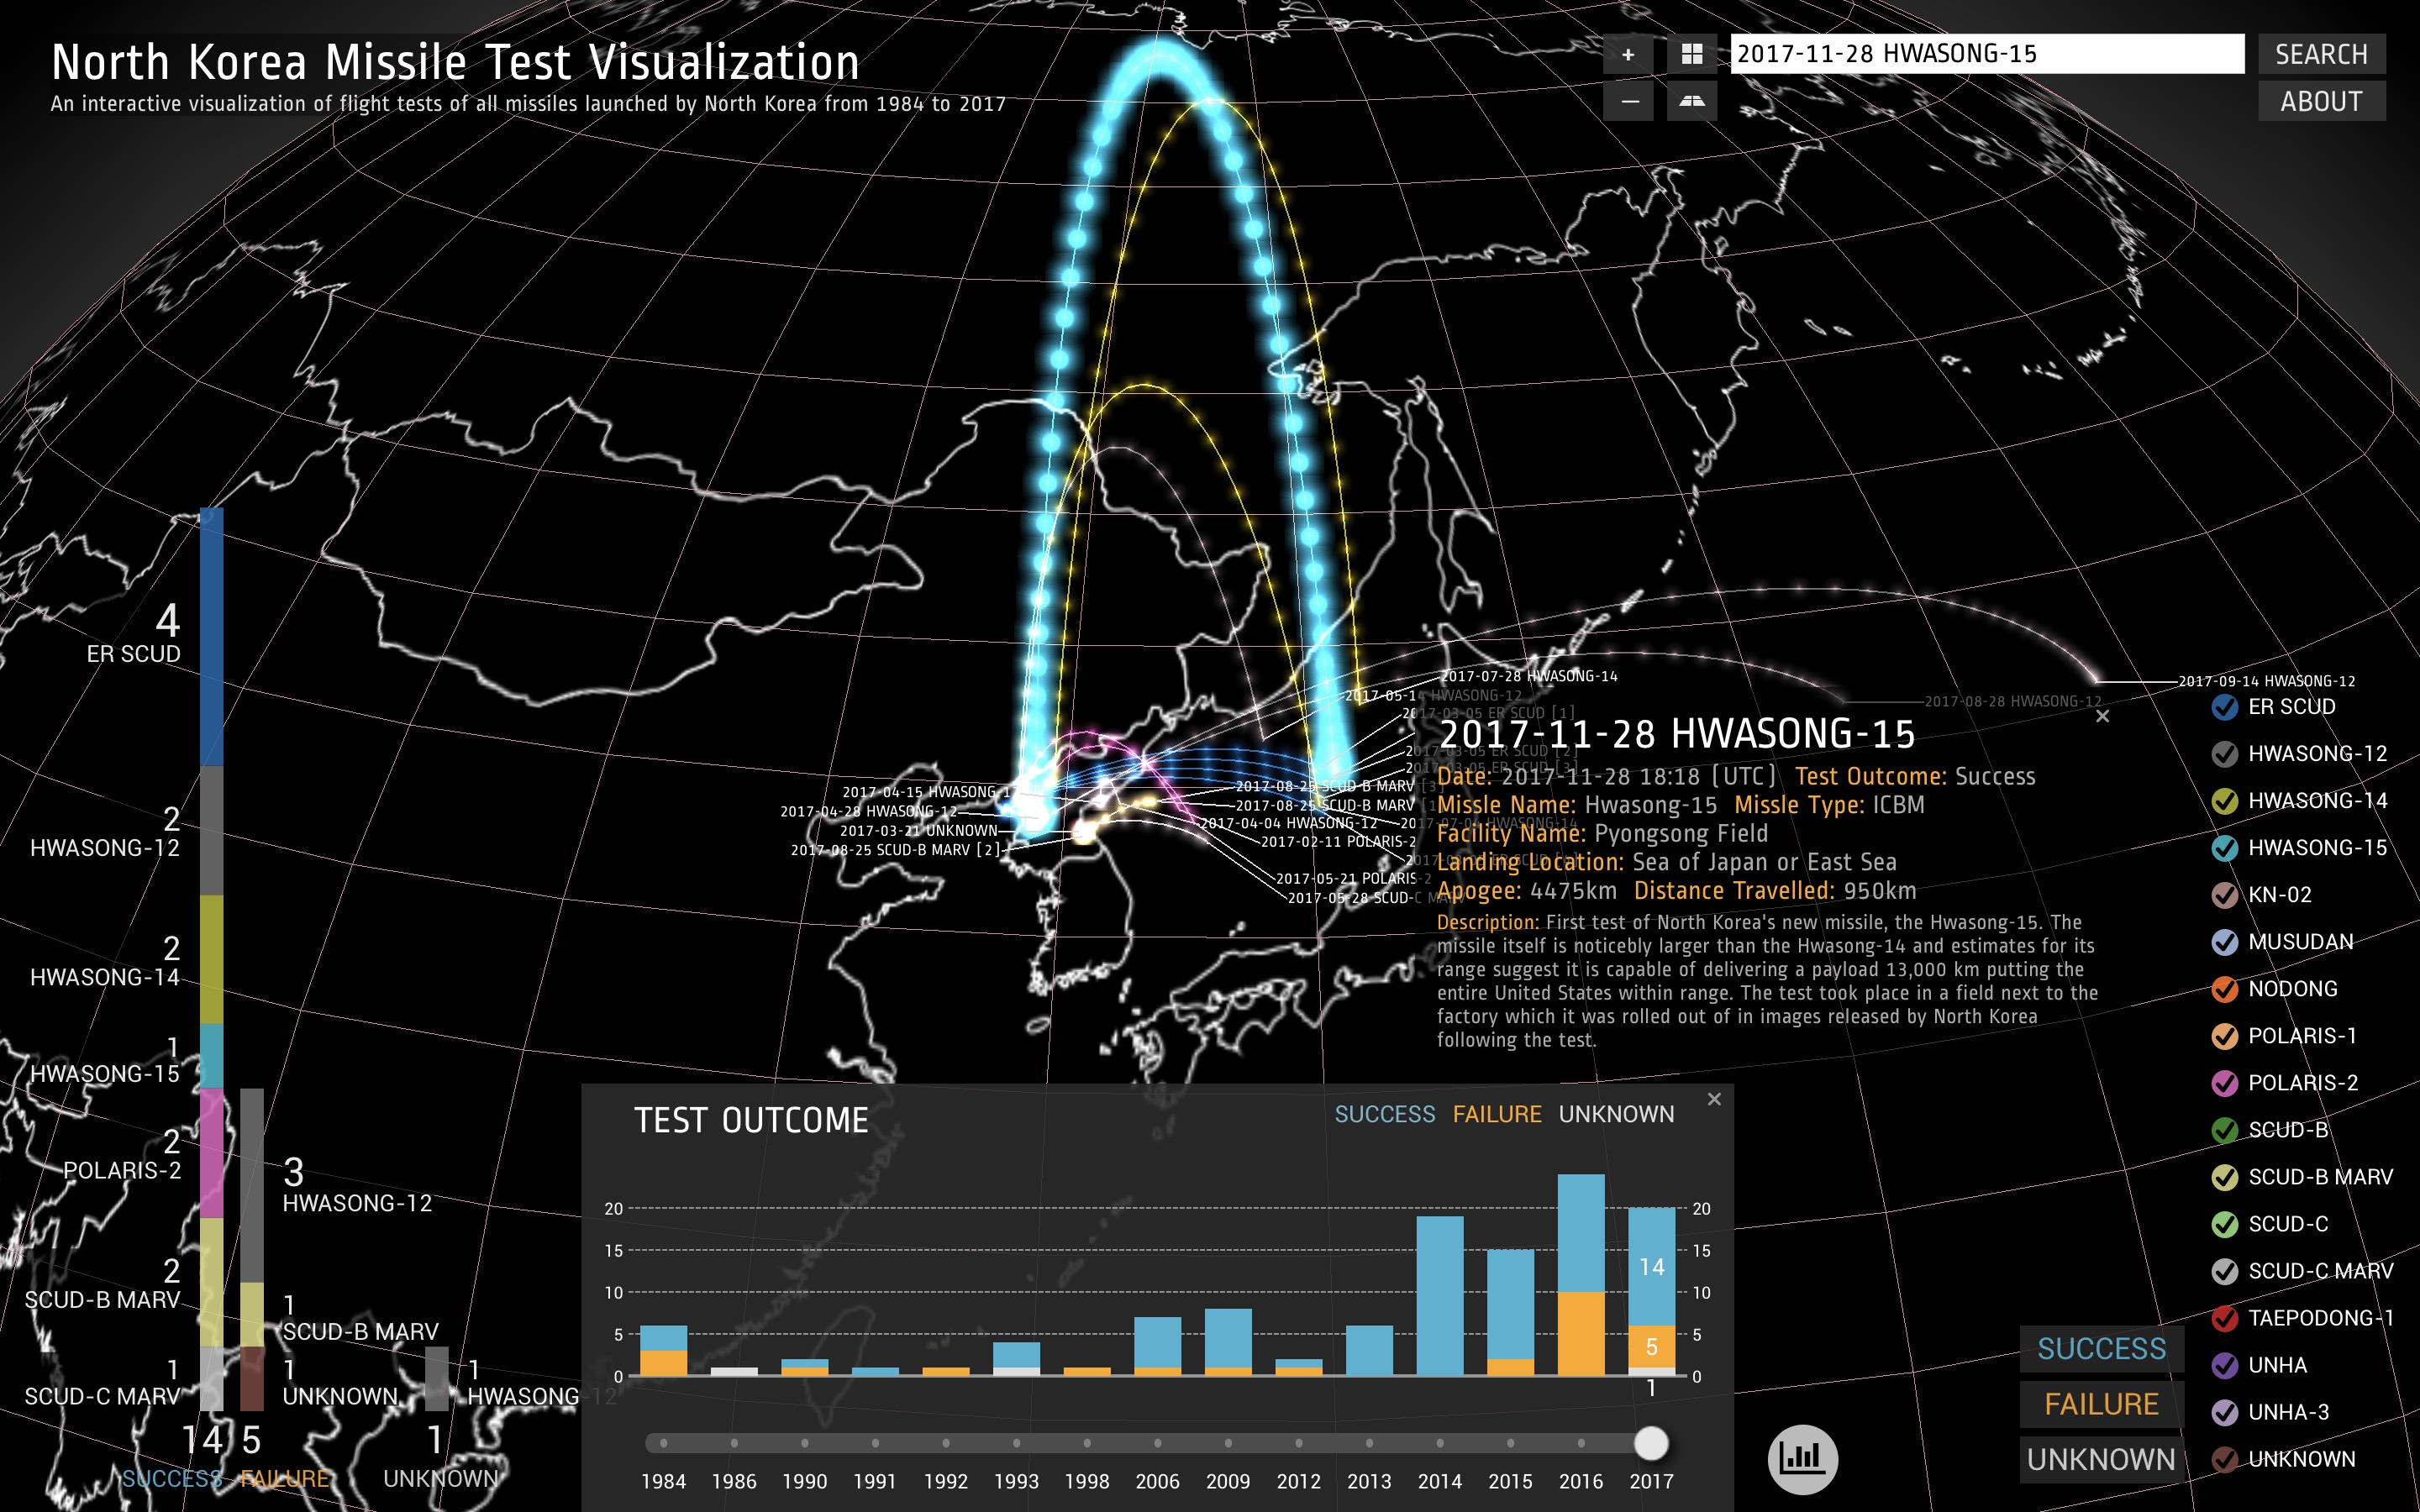 North Korea Missile Test Visualization
An interactive visualization of flight tests of all missiles launched by North Korea from 1984 to 2017
+
−
2017-11-28 HWASONG-15
SEARCH
ABOUT
4
ER SCUD
2
HWASONG-12
2
HWASONG-14
1
HWASONG-15
2
POLARIS-2
2
SCUD-B MARV
1
SCUD-C MARV
14
SUCCESS
3
HWASONG-12
1
SCUD-B MARV
1
UNKNOWN
5
FAILURE
1
HWASONG-12
1
UNKNOWN
2017-07-28 HWASONG-14
2017-05-14 HWASONG-12
2017-03-05 ER SCUD [1]
2017-03-05 ER SCUD [2]
2017-03-05 ER SCUD [3]
2017-09-14 HWASONG-12
2017-08-28 HWASONG-12
2017-04-15 HWASONG-1
2017-04-28 HWASONG-12
2017-03-21 UNKNOWN
2017-08-25 SCUD-B MARV [2]
2017-08-25 SCUD-B MARV [3]
2017-08-25 SCUD-B MARV [1]
2017-04-04 HWASONG-12
2017-07-04 HWASONG-14
2017-02-11 POLARIS-2
2017-05-21 POLARIS-2
2017-05-28 SCUD-C MARV
2017-11-28 HWASONG-15
Date: 2017-11-28 18:18 [UTC] Test Outcome: Success
Missle Name: Hwasong-15 Missle Type: ICBM
Facility Name: Pyongsong Field
Landing Location: Sea of Japan or East Sea
Apogee: 4475km Distance Travelled: 950km
Description: First test of North Korea's new missile, the Hwasong-15. The
missile itself is noticebly larger than the Hwasong-14 and estimates for its
range suggest it is capable of delivering a payload 13,000 km putting the
entire United States within range. The test took place in a field next to the
factory which it was rolled out of in images released by North Korea
following the test.
ER SCUD
HWASONG-12
HWASONG-14
HWASONG-15
KN-02
MUSUDAN
NODONG
POLARIS-1
POLARIS-2
SCUD-B
SCUD-B MARV
SCUD-C
SCUD-C MARV
TAEPODONG-1
UNHA
UNHA-3
UNKNOWN
SUCCESS
FAILURE
UNKNOWN
TEST OUTCOME
SUCCESS FAILURE UNKNOWN
20 20
15 15
10 10
5 5
0 0
14
5
1
1984 1986 1990 1991 1992 1993 1998 2006 2009 2012 2013 2014 2015 2016 2017